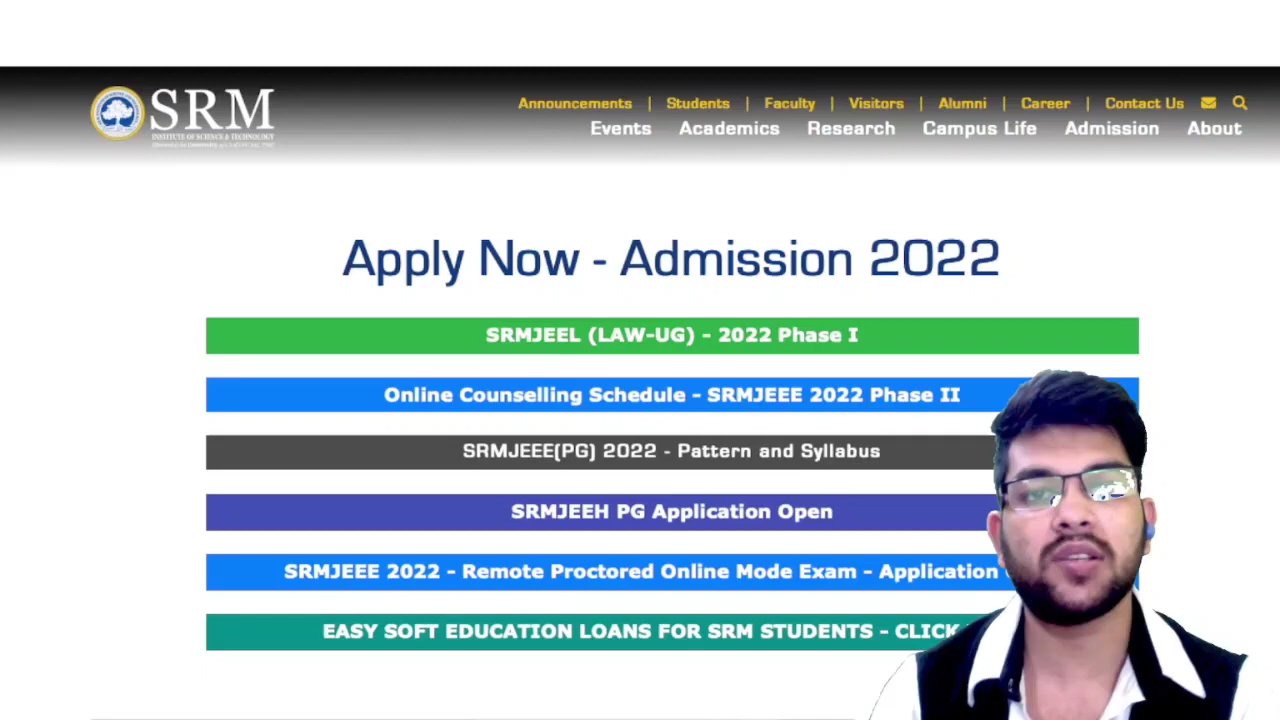 SRM
INSTITUTE OF SCIENCE & TECHNOLOGY
Announcements | Students | Faculty | Visitors | Alumni | Career | Contact Us
Events Academics Research Campus Life Admission About
Apply Now - Admission 2022
SRMJEEL (LAW-UG) - 2022 Phase I
Online Counselling Schedule - SRMJEEE 2022 Phase II
SRMJEEE(PG) 2022 - Pattern and Syllabus
SRMJEEH PG Application Open
SRMJEEE 2022 - Remote Proctored Online Mode Exam - Application
EASY SOFT EDUCATION LOANS FOR SRM STUDENTS - CLICK